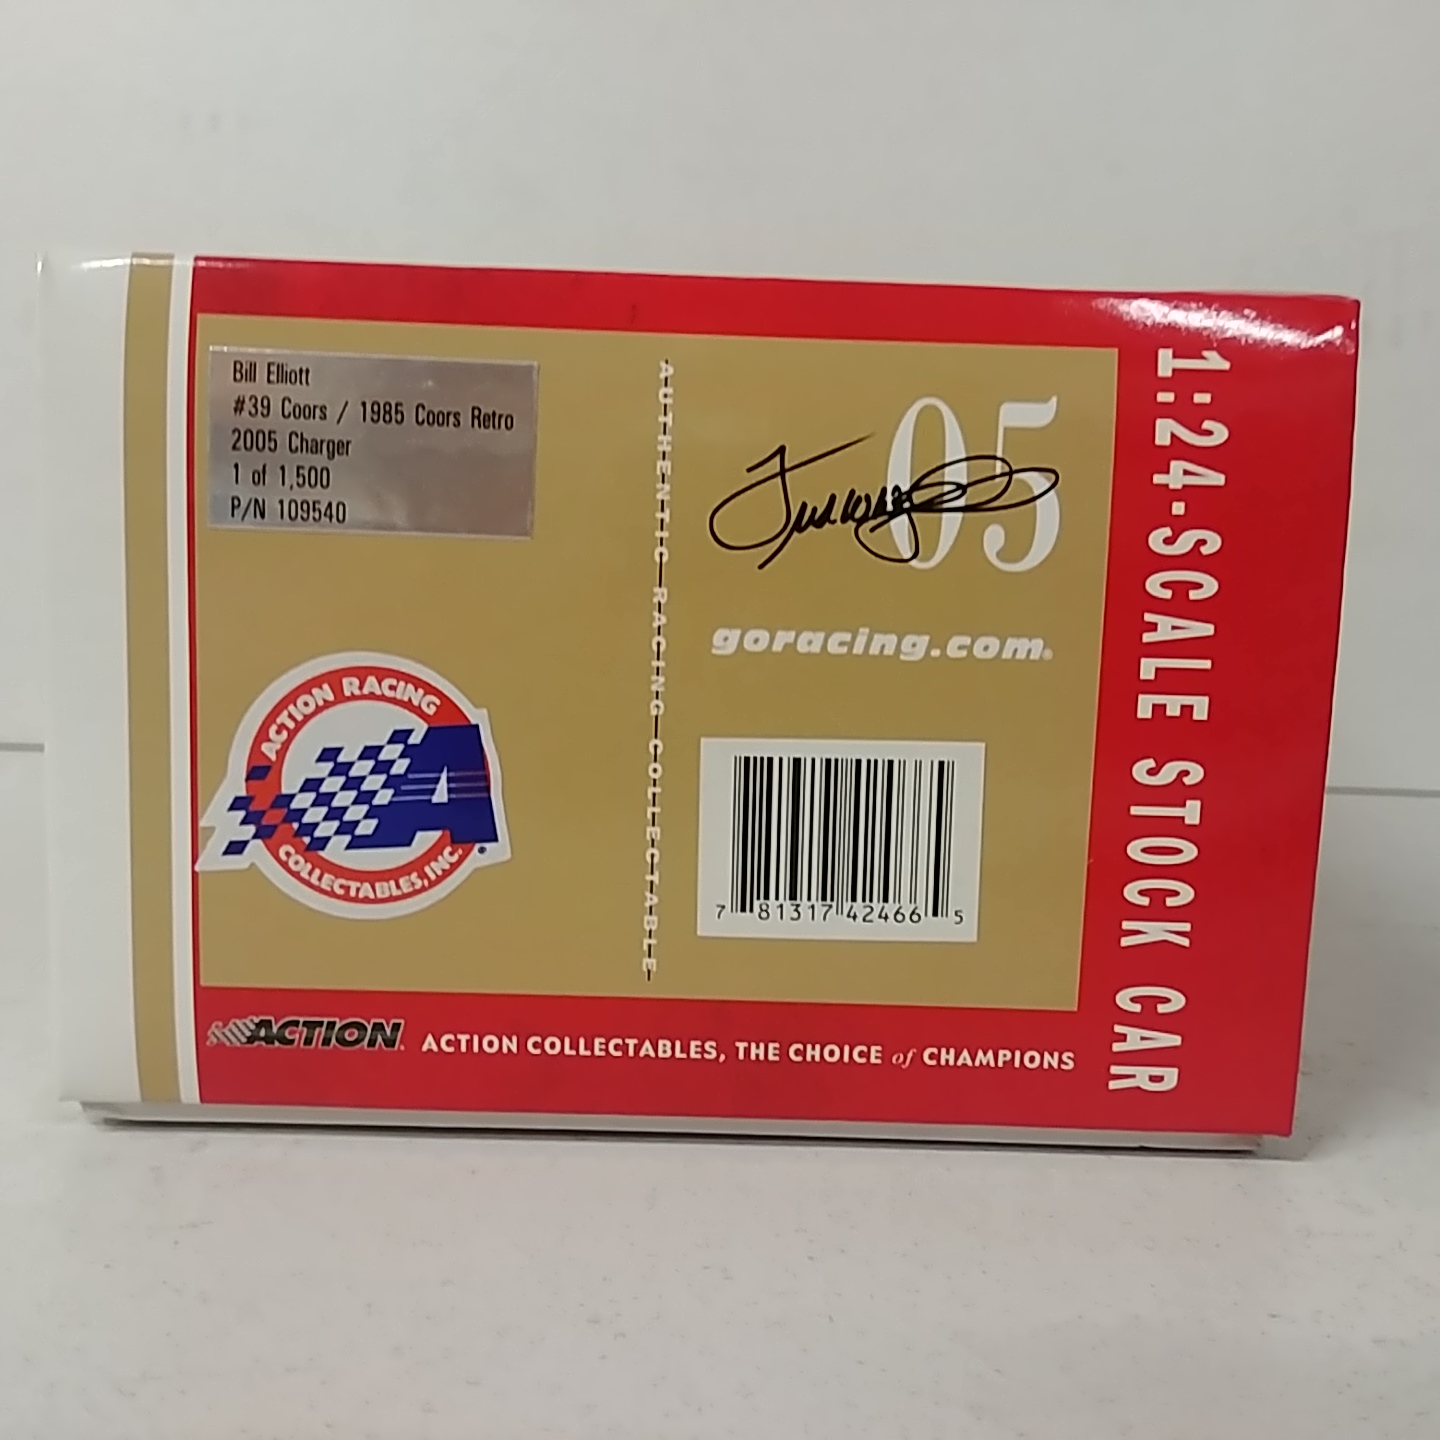 Bill Elliott
#39 Coors / 1985 Coors Retro
2005 Charger
1 of 1,500
P/N 109540
ACTION RACING
COLLECTABLES, INC.
A
AUTHENTIC RACING COLLECTABLE
05
goracing.com®
7 81317 42466 5
1:24-SCALE STOCK CAR
ACTION
ACTION COLLECTABLES, THE CHOICE of CHAMPIONS